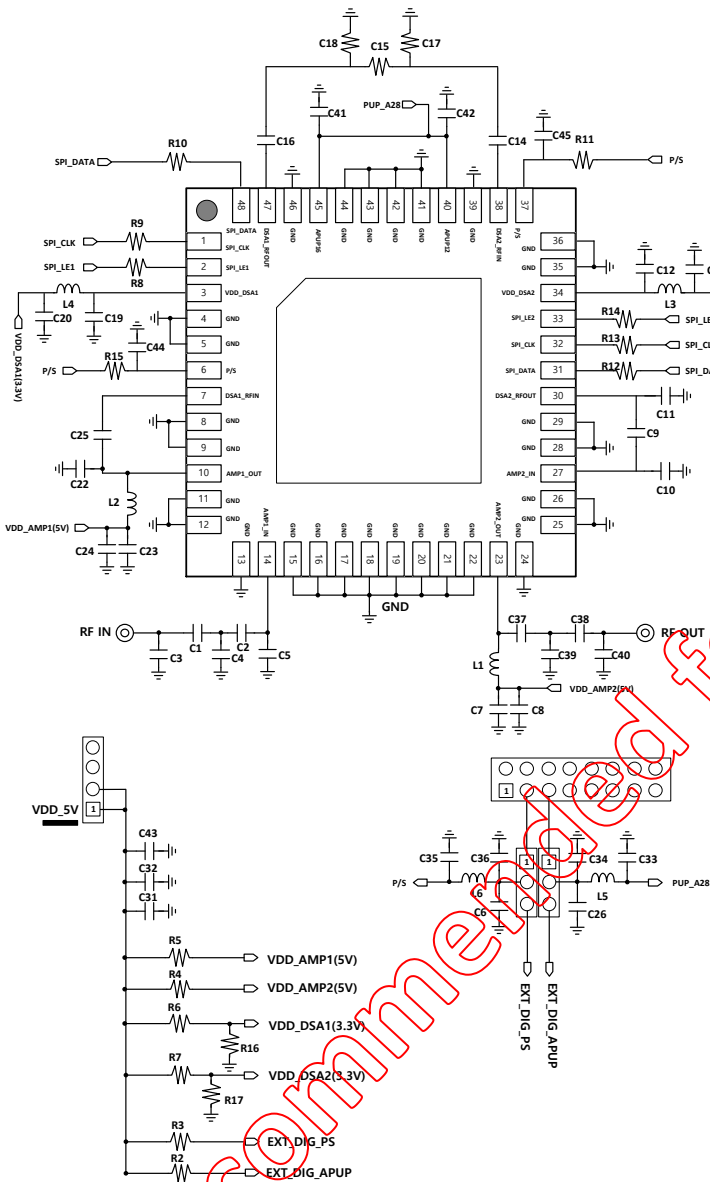 C18
C15
C17
C41
PUP_A28
C42
C16
C14
C45
R11
P/S
SPI_DATA
R10
48
47
46
45
44
43
42
41
40
39
38
37
SPI_DATA
DSA1_RFOUT
GND
APUP16
GND
GND
GND
GND
APUP12
GND
DSA2_RFIN
P/S
SPI_CLK
R9
1
SPI_CLK
SPI_LE1
R8
2
SPI_LE1
L4
3
VDD_DSA1
C20
C19
VDD_DSA1(3.3V)
4
GND
C44
5
GND
P/S
R15
6
P/S
7
DSA1_RFIN
8
GND
C25
9
GND
C22
10
AMP1_OUT
L2
11
GND
VDD_AMP1(5V)
12
GND
C24
C23
36
GND
35
GND
C12
34
VDD_DSA2
L3
33
SPI_LE2
R14
32
SPI_CLK
R13
31
SPI_DATA
R12
30
DSA2_RFOUT
C11
29
GND
C9
28
GND
27
AMP2_IN
C10
26
GND
25
GND
GND
AMP1_IN
GND
GND
GND
GND
GND
GND
GND
GND
AMP2_OUT
GND
13
14
15
16
17
18
19
20
21
22
23
24
GND
RF IN
C1
C2
C3
C4
C5
C37
C38
RF OUT
C39
C40
L1
VDD_AMP2(5V)
C7
C8
VDD_5V
1
C43
C32
C31
R5
VDD_AMP1(5V)
R4
VDD_AMP2(5V)
R6
VDD_DSA1(3.3V)
R16
R7
VDD_DSA2(3.3V)
R17
R3
EXT_DIG_PS
R2
EXT_DIG_APUP
1
C35
C36
1
1
C34
C33
P/S
L6
L5
PUP_A28
C6
C26
EXT_DIG_PS
EXT_DIG_APUP